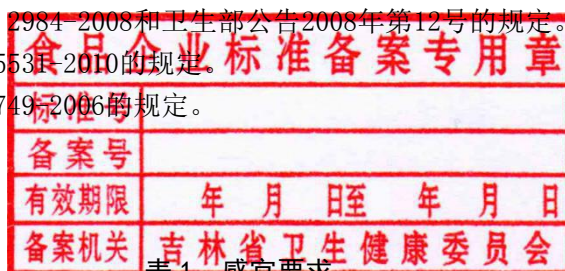 2984-2008和卫生部公告2008年第12号的规定。
食品企业标准备案专用章
5531-2010的规定。
标准号
749-2006的规定。
备案号
有效期限 年 月 日至 年 月 日
备案机关 吉林省卫生健康委员会
表1 感官要求